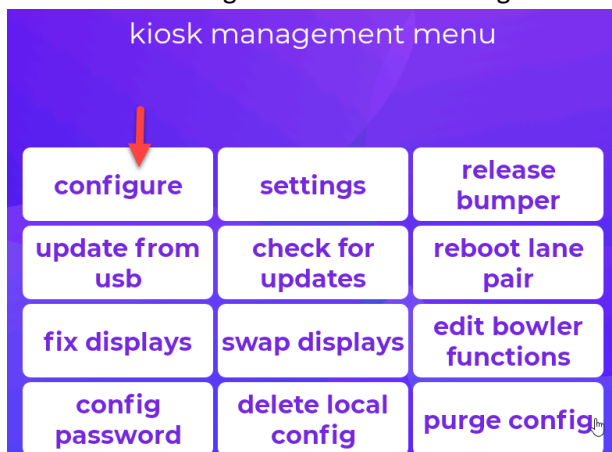 kiosk management menu
configure
settings
release
bumper
update from
usb
check for
updates
reboot lane
pair
fix displays
swap displays
edit bowler
functions
config
password
delete local
config
purge config